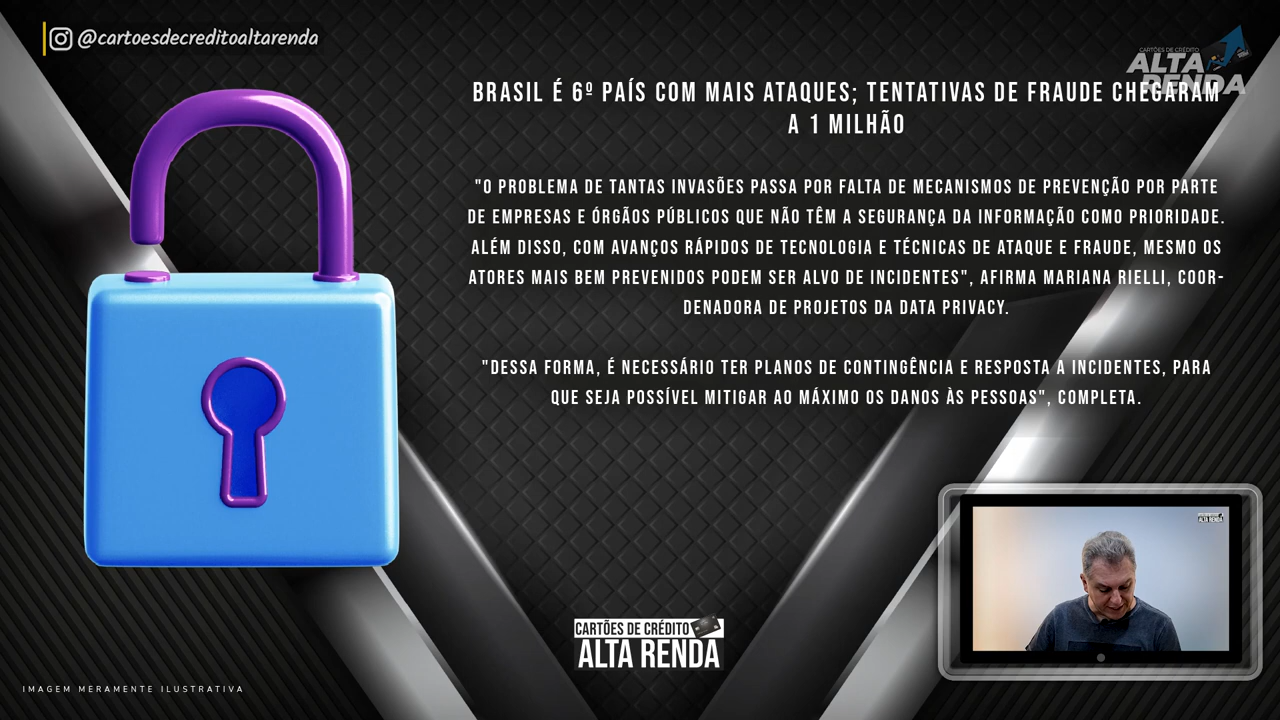 @cartoesdecreditoaltarenda
CARTÕES DE CRÉDITO
ALTA
RENDA
BRASIL É 6º PAÍS COM MAIS ATAQUES; TENTATIVAS DE FRAUDE CHEGARAM
A 1 MILHÃO
"O PROBLEMA DE TANTAS INVASÕES PASSA POR FALTA DE MECANISMOS DE PREVENÇÃO POR PARTE
DE EMPRESAS E ÓRGÃOS PÚBLICOS QUE NÃO TÊM A SEGURANÇA DA INFORMAÇÃO COMO PRIORIDADE.
ALÉM DISSO, COM AVANÇOS RÁPIDOS DE TECNOLOGIA E TÉCNICAS DE ATAQUE E FRAUDE, MESMO OS
ATORES MAIS BEM PREVENIDOS PODEM SER ALVO DE INCIDENTES", AFIRMA MARIANA RIELLI, COOR-
DENADORA DE PROJETOS DA DATA PRIVACY.
"DESSA FORMA, É NECESSÁRIO TER PLANOS DE CONTINGÊNCIA E RESPOSTA A INCIDENTES, PARA
QUE SEJA POSSÍVEL MITIGAR AO MÁXIMO OS DANOS ÀS PESSOAS", COMPLETA.
ALTA RENDA
CARTÕES DE CRÉDITO
ALTA RENDA
IMAGEM MERAMENTE ILUSTRATIVA